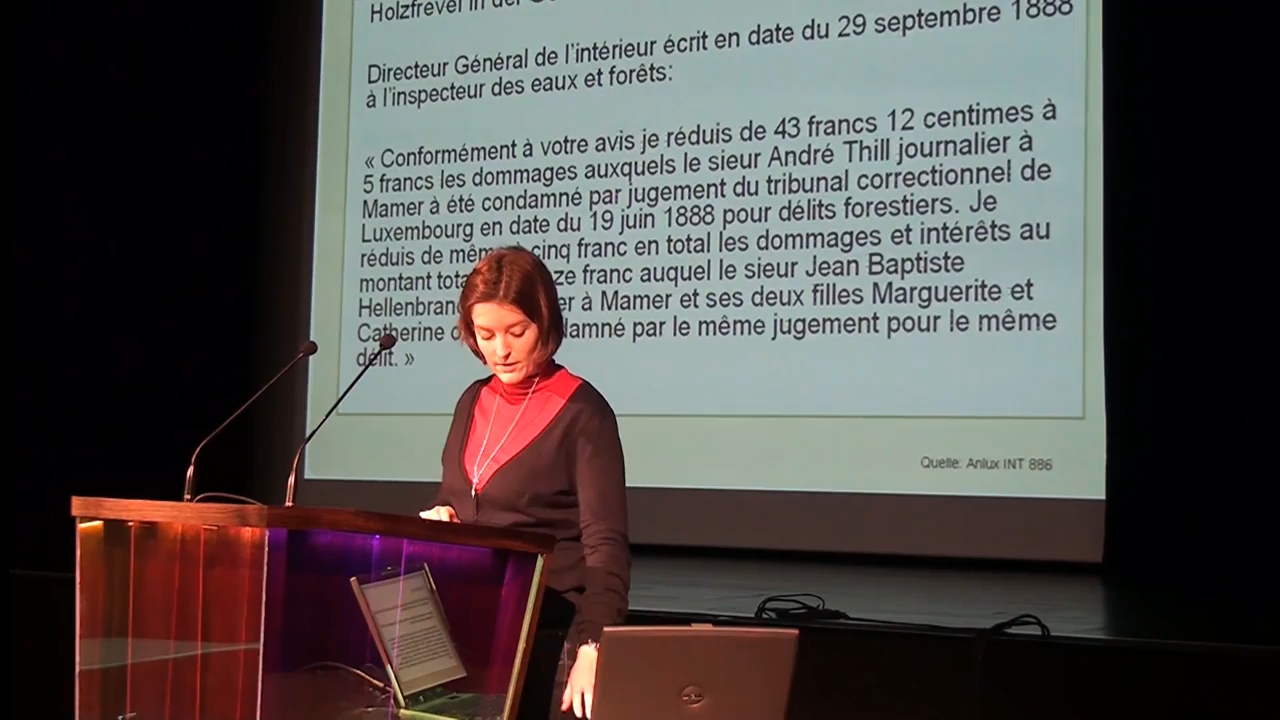 Holzfrevel in der
Directeur Général de l'intérieur écrit en date du 29 septembre 1888
à l'inspecteur des eaux et forêts:
« Conformément à votre avis je réduis de 43 francs 12 centimes à
5 francs les dommages auxquels le sieur André Thill journalier à
Mamer à été condamné par jugement du tribunal correctionnel de
Luxembourg en date du 19 juin 1888 pour délits forestiers. Je
réduis de même à cinq franc en total les dommages et intérêts au
montant franc auquel le sieur Jean Baptiste
à Mamer et ses deux filles Marguerite et
Catherine par le même jugement pour le même
délit. »
Quelle: Anlux INT 886
DELL